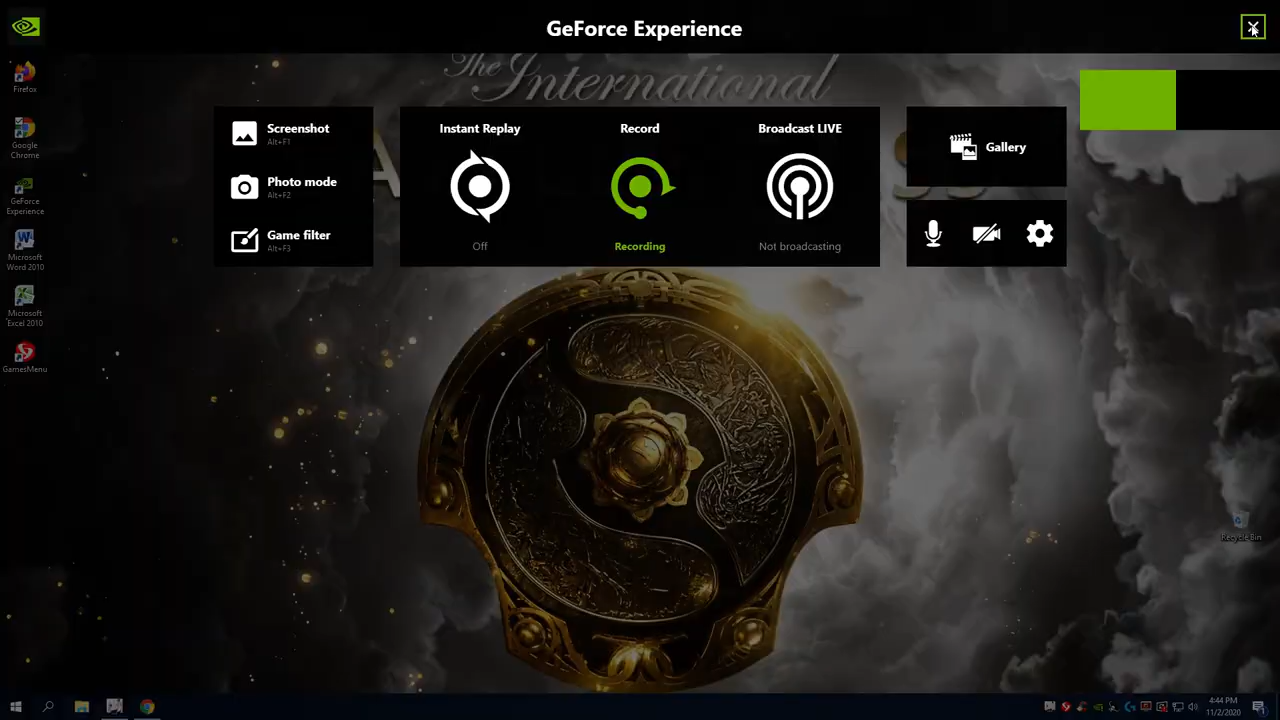 GeForce Experience
The International
Firefox
Google
Chrome
GeForce
Experience
Microsoft
Word 2010
Microsoft
Excel 2010
GamesMenu
Screenshot
Alt+F1
Photo mode
Alt+F2
Game filter
Alt+F3
Instant Replay
Off
Record
Recording
Broadcast LIVE
Not broadcasting
Gallery
Recycle Bin
4:44 PM
11/2/2020